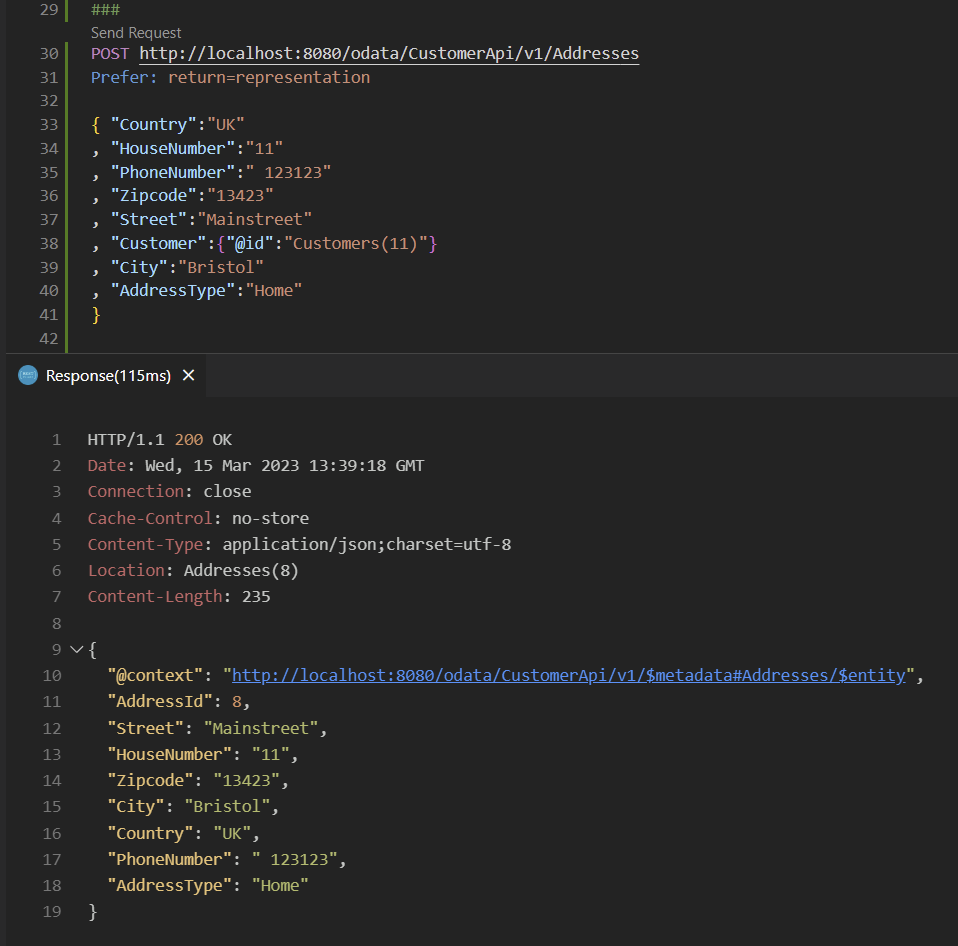 29 ###
Send Request
30 POST http://localhost:8080/odata/CustomerApi/v1/Addresses
31 Prefer: return=representation
32
33 { "Country":"UK"
34 , "HouseNumber":"11"
35 , "PhoneNumber":" 123123"
36 , "Zipcode":"13423"
37 , "Street":"Mainstreet"
38 , "Customer":{"@id":"Customers(11)"}
39 , "City":"Bristol"
40 , "AddressType":"Home"
41 }
42
Response(115ms) ×
1 HTTP/1.1 200 OK
2 Date: Wed, 15 Mar 2023 13:39:18 GMT
3 Connection: close
4 Cache-Control: no-store
5 Content-Type: application/json;charset=utf-8
6 Location: Addresses(8)
7 Content-Length: 235
8
9 {
10 "@context": "http://localhost:8080/odata/CustomerApi/v1/$metadata#Addresses/$entity",
11 "AddressId": 8,
12 "Street": "Mainstreet",
13 "HouseNumber": "11",
14 "Zipcode": "13423",
15 "City": "Bristol",
16 "Country": "UK",
17 "PhoneNumber": " 123123",
18 "AddressType": "Home"
19 }